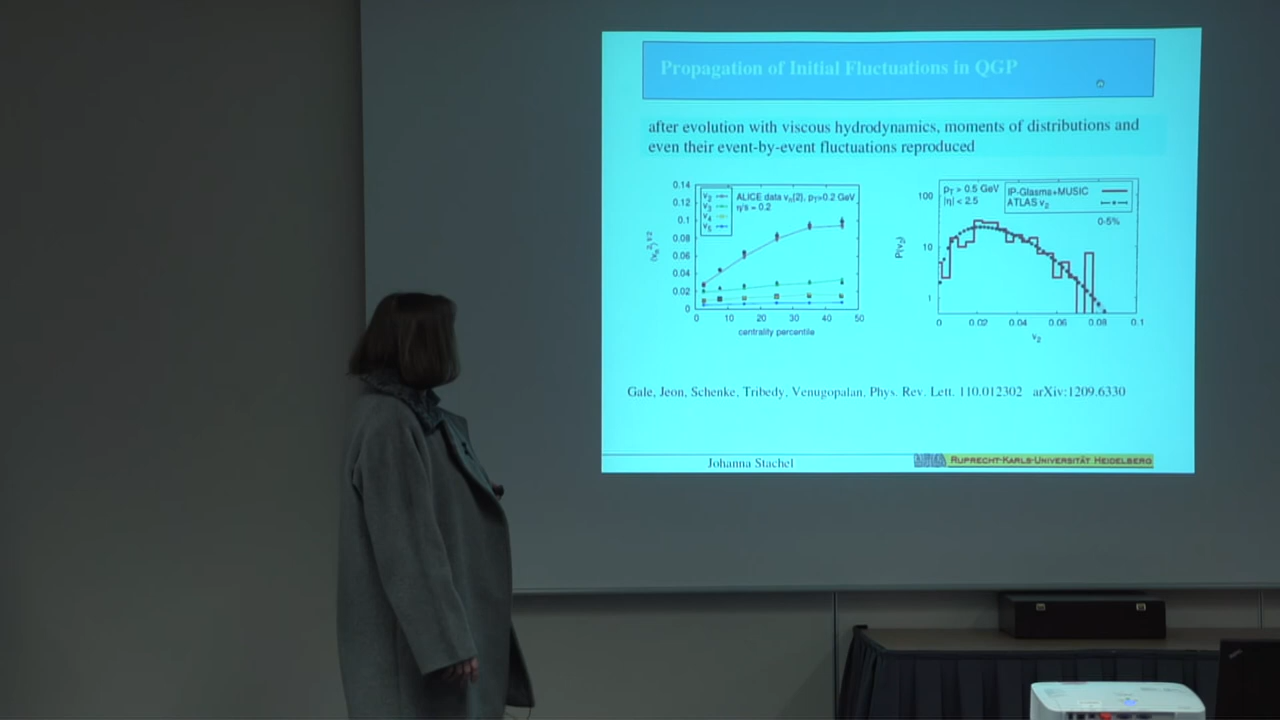 Propagation of Initial Fluctuations in QGP
after evolution with viscous hydrodynamics, moments of distributions and
even their event-by-event fluctuations reproduced
0.14
0.12
0.1
0.08
0.06
0.04
0.02
0
v2
v3
v4
v5
ALICE data vn{2}, pT>0.2 GeV
η/s = 0.2
⟨vn²⟩1/2
0 10 20 30 40 50
centrality percentile
100
10
1
pT > 0.5 GeV
|η| < 2.5
IP-Glasma+MUSIC
ATLAS v2
0-5%
P(v2)
0 0.02 0.04 0.06 0.08 0.1
v2
Gale, Jeon, Schenke, Tribedy, Venugopalan, Phys. Rev. Lett. 110.012302 arXiv:1209.6330
Johanna Stachel
RUPRECHT-KARLS-UNIVERSITÄT HEIDELBERG